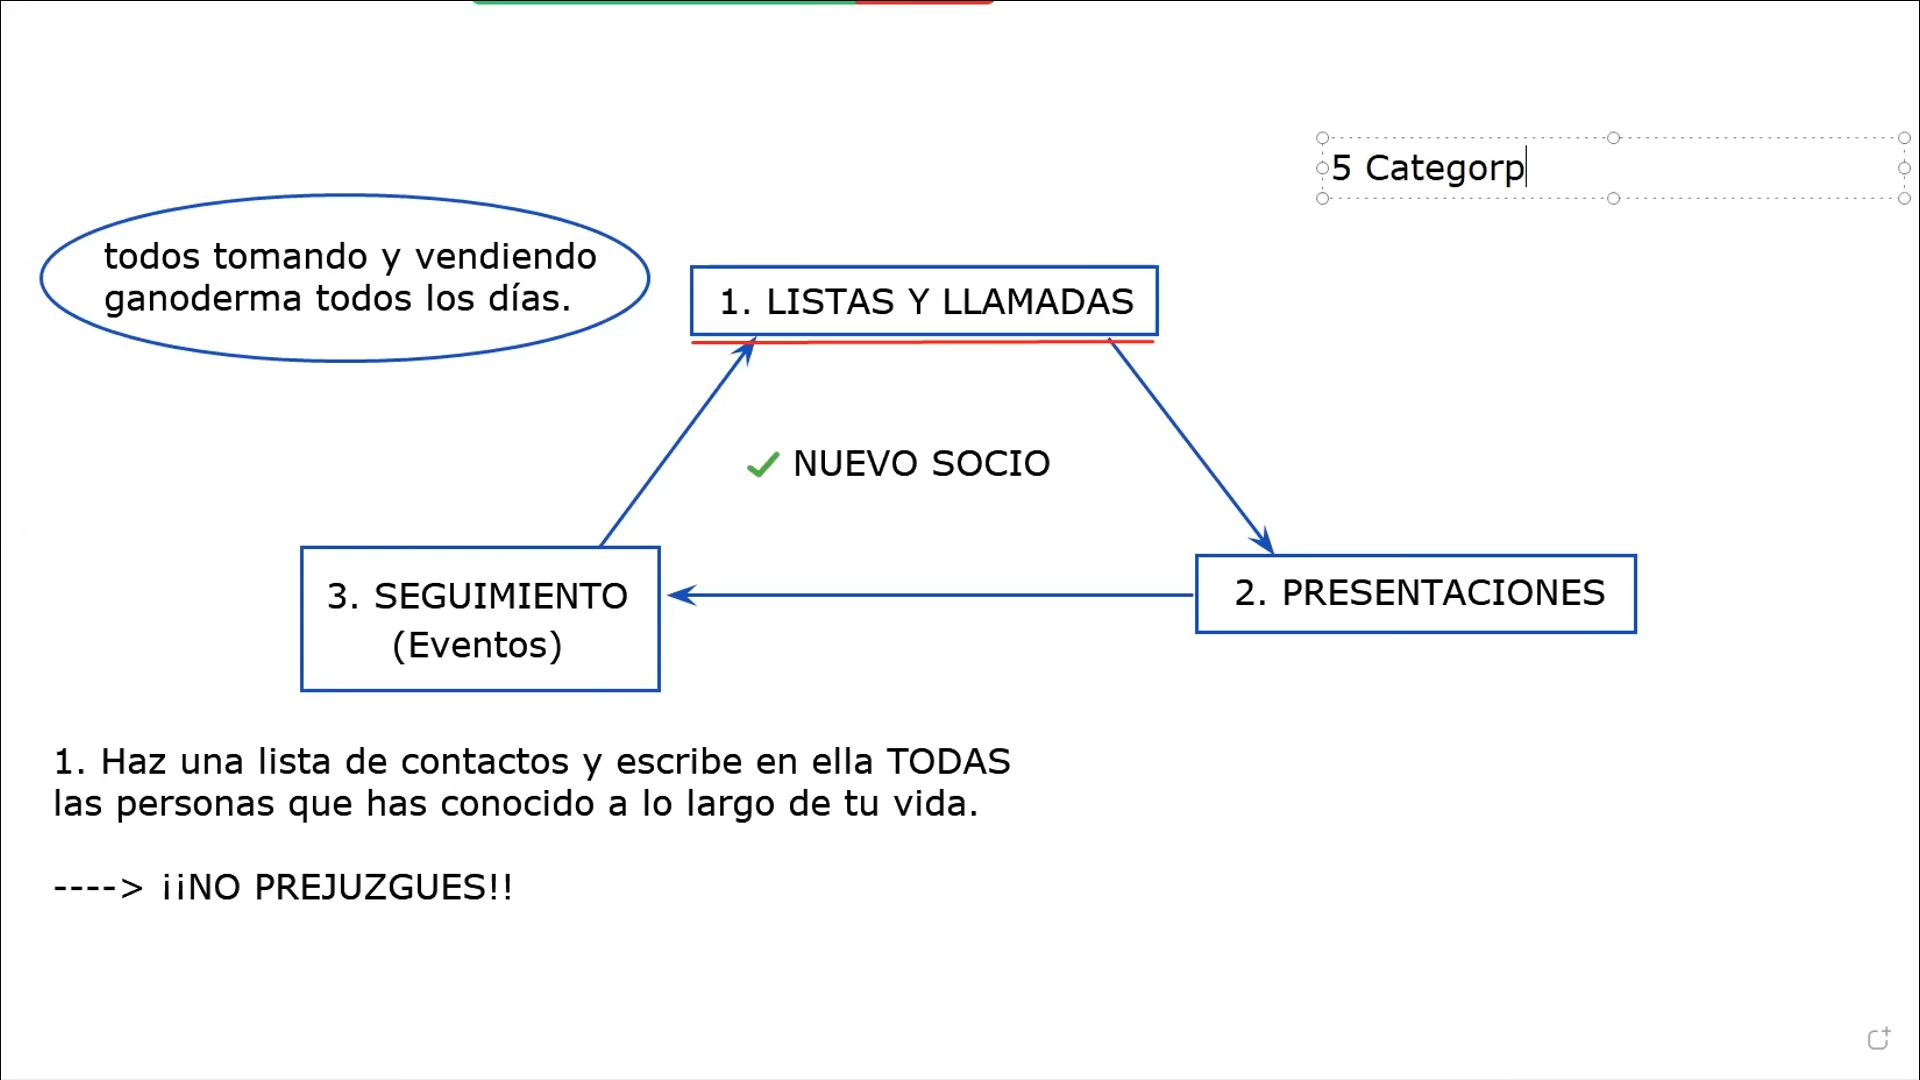 5 Categorp
todos tomando y vendiendo
ganoderma todos los días.
1. LISTAS Y LLAMADAS
NUEVO SOCIO
3. SEGUIMIENTO
(Eventos)
2. PRESENTACIONES
1. Haz una lista de contactos y escribe en ella TODAS
las personas que has conocido a lo largo de tu vida.
----> ¡¡NO PREJUZGUES!!